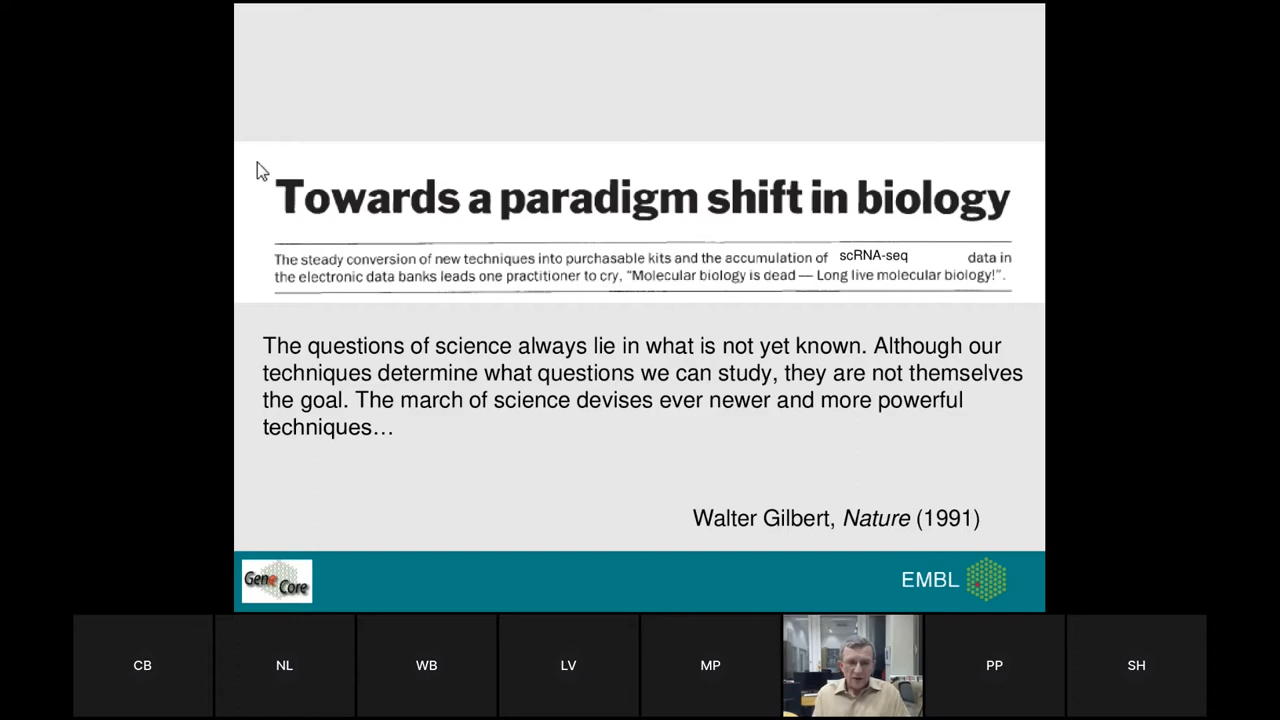 Towards a paradigm shift in biology
The steady conversion of new techniques into purchasable kits and the accumulation of scRNA-seq data in
the electronic data banks leads one practitioner to cry, "Molecular biology is dead — Long live molecular biology!".
The questions of science always lie in what is not yet known. Although our
techniques determine what questions we can study, they are not themselves
the goal. The march of science devises ever newer and more powerful
techniques…
Walter Gilbert, Nature (1991)
Gene Core
EMBL
CB
NL
WB
LV
MP
PP
SH